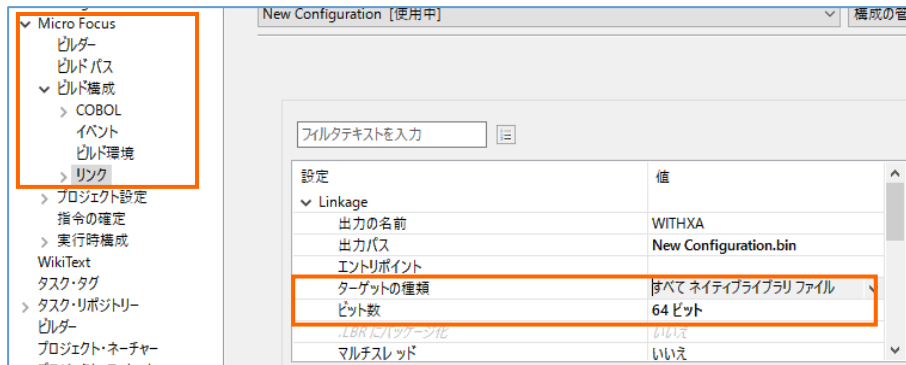 Micro Focus
ビルダー
ビルド パス
ビルド構成
COBOL
イベント
ビルド環境
リンク
プロジェクト設定
指令の確定
実行時構成
WikiText
タスク・タグ
タスク・リポジトリー
ビルダー
プロジェクト・ネーチャー
New Configuration [使用中]
構成の管
フィルタテキストを入力
設定 値
Linkage
出力の名前 WITHXA
出力パス New Configuration.bin
エントリポイント
ターゲットの種類 すべて ネイティブライブラリ ファイル
ビット数 64 ビット
.LBR にパッケージ化 いいえ
マルチスレッド いいえ